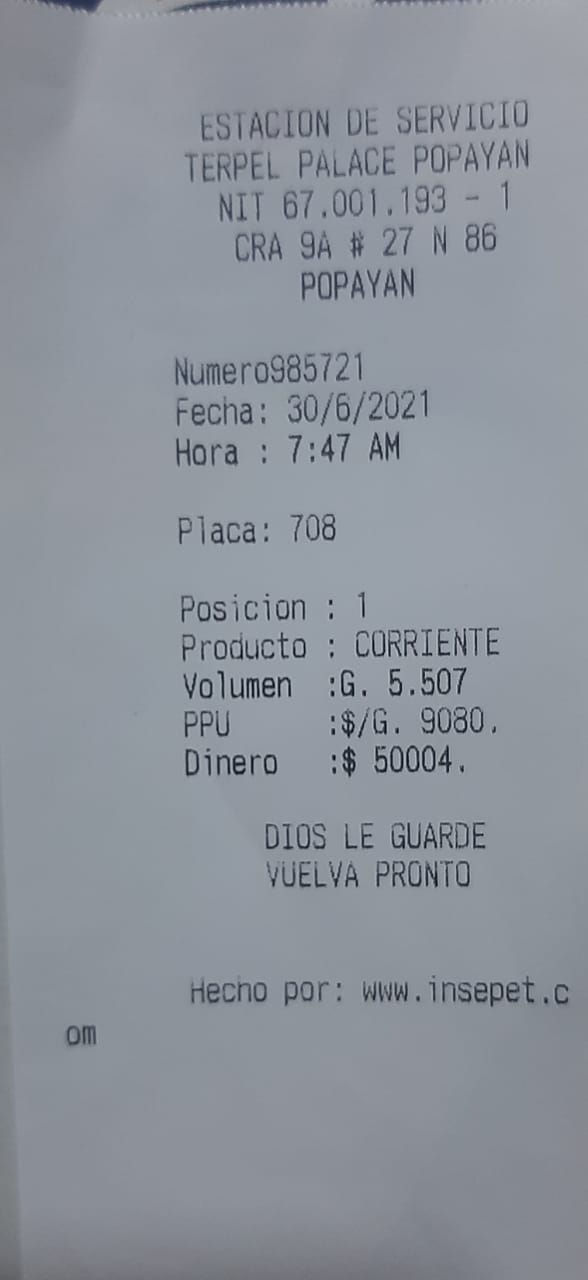 ESTACION DE SERVICIO
TERPEL PALACE POPAYAN
NIT 67.001.193 - 1
CRA 9A # 27 N 86
POPAYAN
Numero985721
Fecha: 30/6/2021
Hora : 7:47 AM
Placa: 708
Posicion : 1
Producto : CORRIENTE
Volumen :G. 5.507
PPU :$/G. 9080.
Dinero :$ 50004.
DIOS LE GUARDE
VUELVA PRONTO
Hecho por: www.insepet.c
om